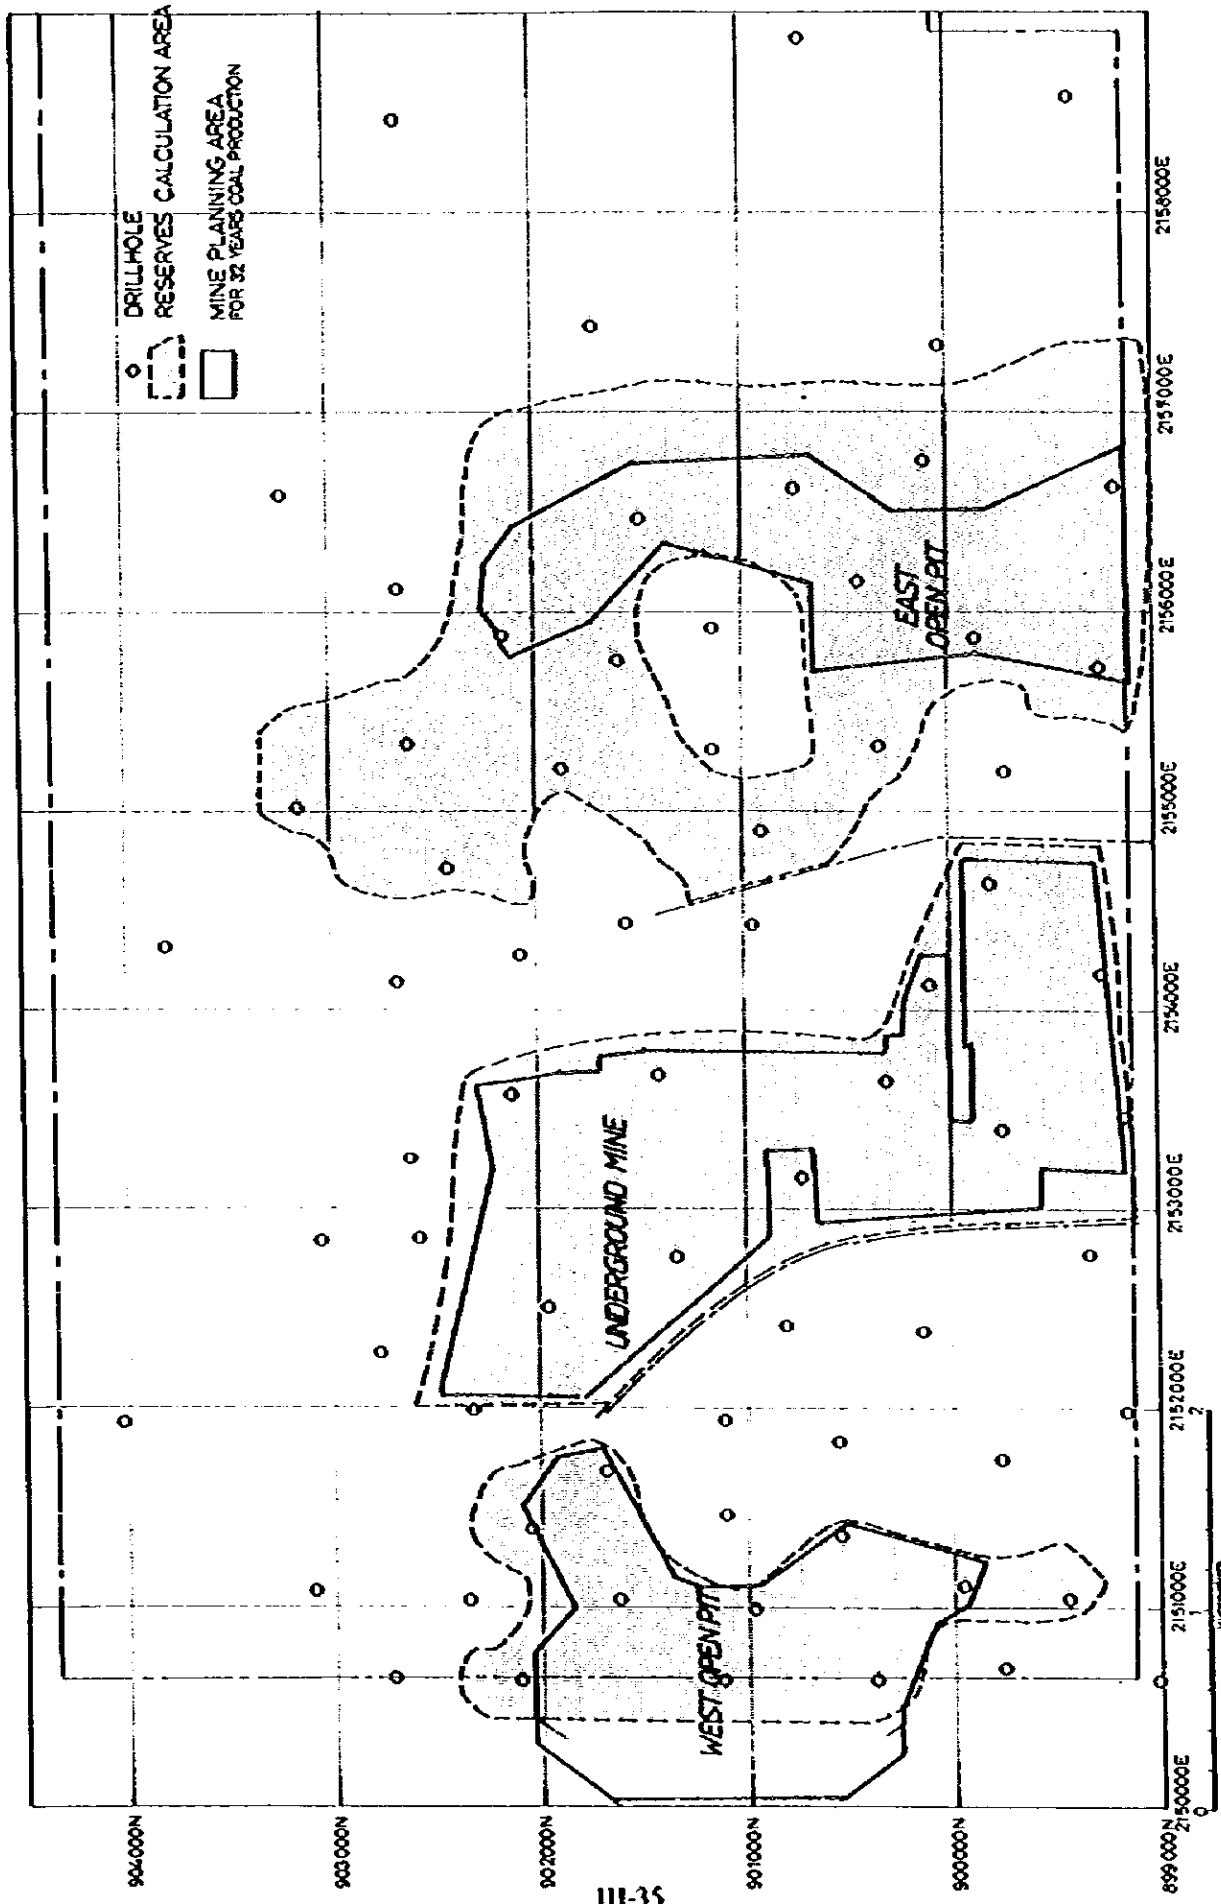 DRILLHOLE
RESERVES CALCULATION AREA
MINE PLANNING AREA
FOR 32 YEARS COAL PRODUCTION
904000N
903000N
902000N
901000N
900000N
899000N
WEST OPEN PIT
UNDERGROUND MINE
EAST
OPEN PIT
2150000E
2151000E
2152000E
2153000E
2154000E
2155000E
2156000E
2157000E
2158000E
0
1
2
III-35